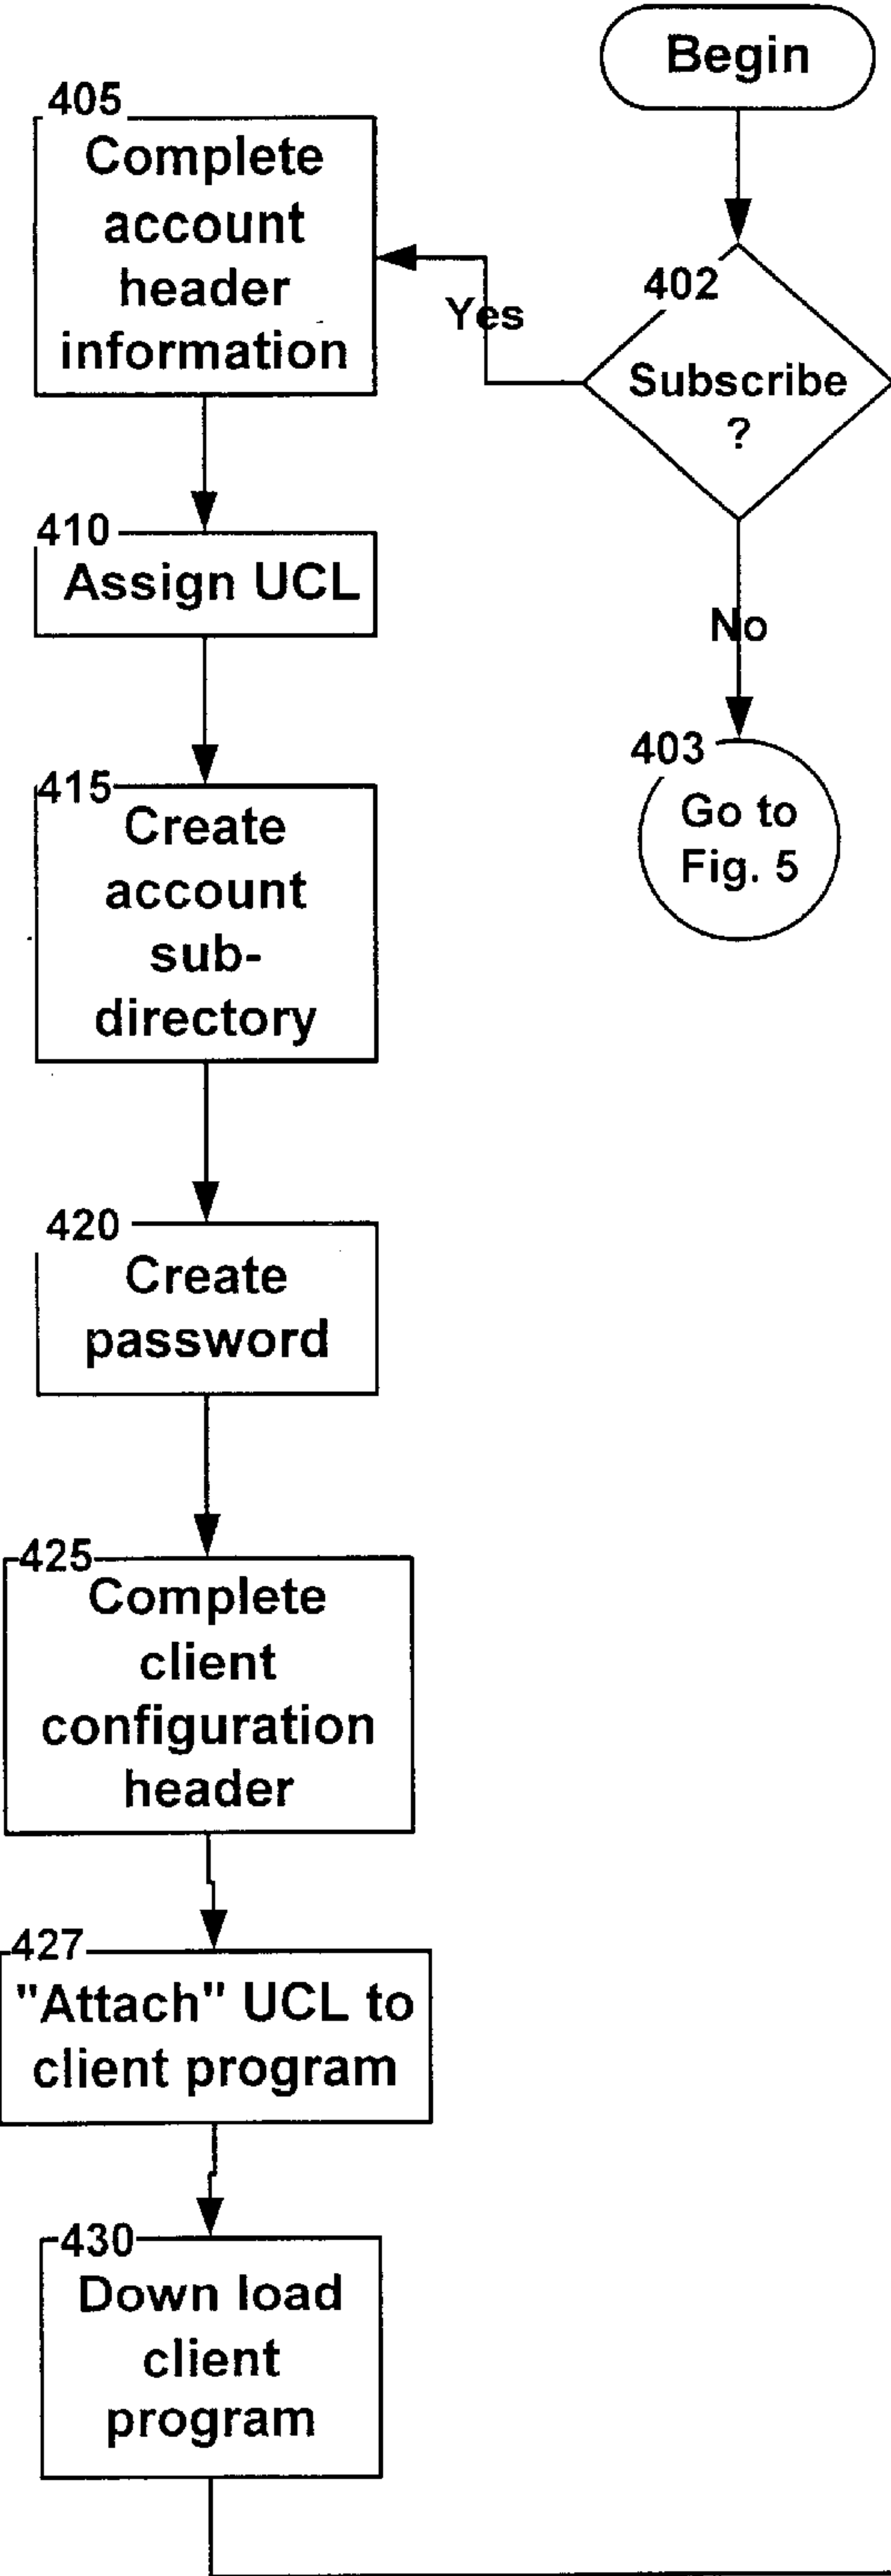 Begin
402
Subscribe
?
Yes
No
403
Go to
Fig. 5
405
Complete
account
header
information
410
Assign UCL
415
Create
account
sub-
directory
420
Create
password
425
Complete
client
configuration
header
427
"Attach" UCL to
client program
430
Down load
client
program